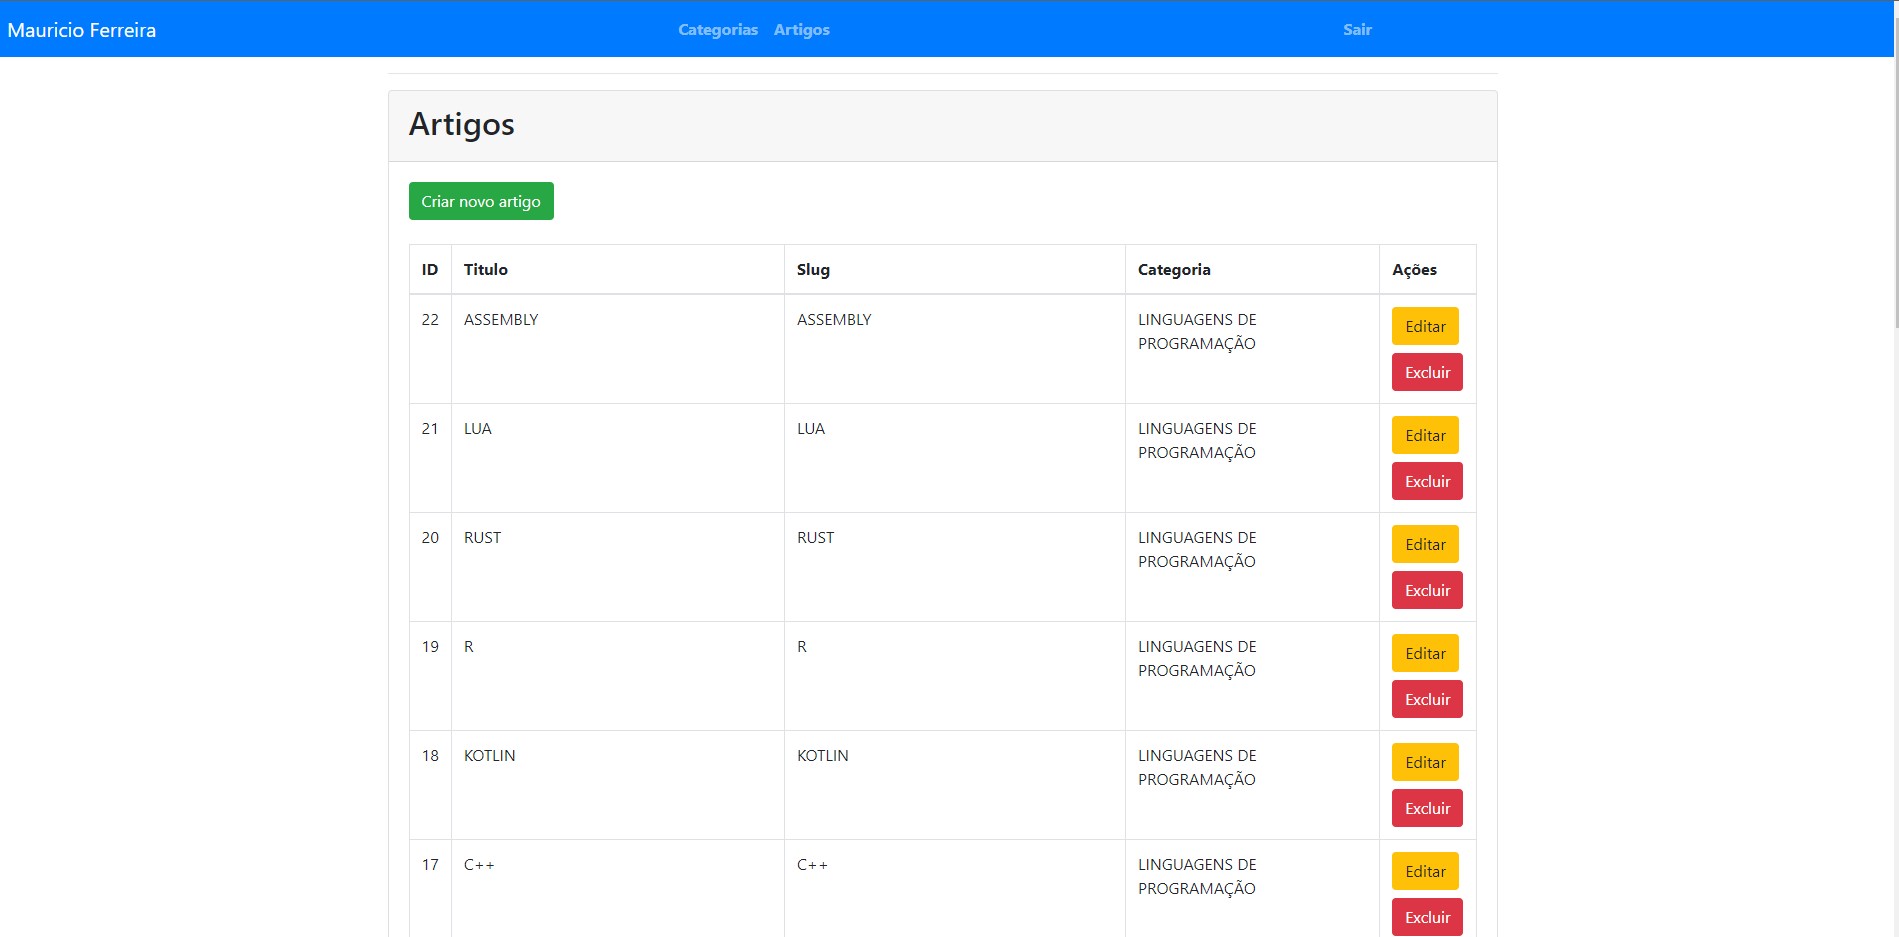 Mauricio Ferreira Categorias Artigos Sair
Artigos
Criar novo artigo
ID Titulo Slug Categoria Ações
22 ASSEMBLY ASSEMBLY LINGUAGENS DE
PROGRAMAÇÃO
Editar
Excluir
21 LUA LUA LINGUAGENS DE
PROGRAMAÇÃO
Editar
Excluir
20 RUST RUST LINGUAGENS DE
PROGRAMAÇÃO
Editar
Excluir
19 R R LINGUAGENS DE
PROGRAMAÇÃO
Editar
Excluir
18 KOTLIN KOTLIN LINGUAGENS DE
PROGRAMAÇÃO
Editar
Excluir
17 C++ C++ LINGUAGENS DE
PROGRAMAÇÃO
Editar
Excluir